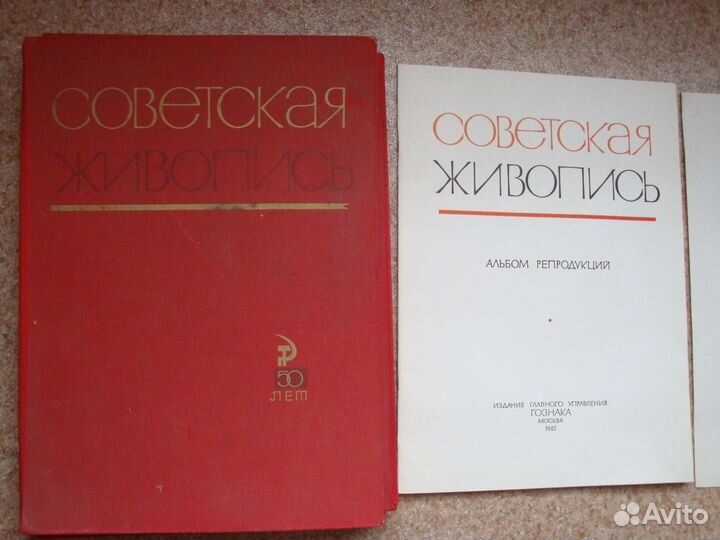 СОВЕТСКАЯ
ЖИВОПИСЬ
50
ЛЕТ
СОВЕТСКАЯ
ЖИВОПИСЬ
АЛЬБОМ РЕПРОДУКЦИЙ
ИЗДАНИЕ ГЛАВНОГО УПРАВЛЕНИЯ
ГОЗНАКА
МОСКВА
1967
Avito